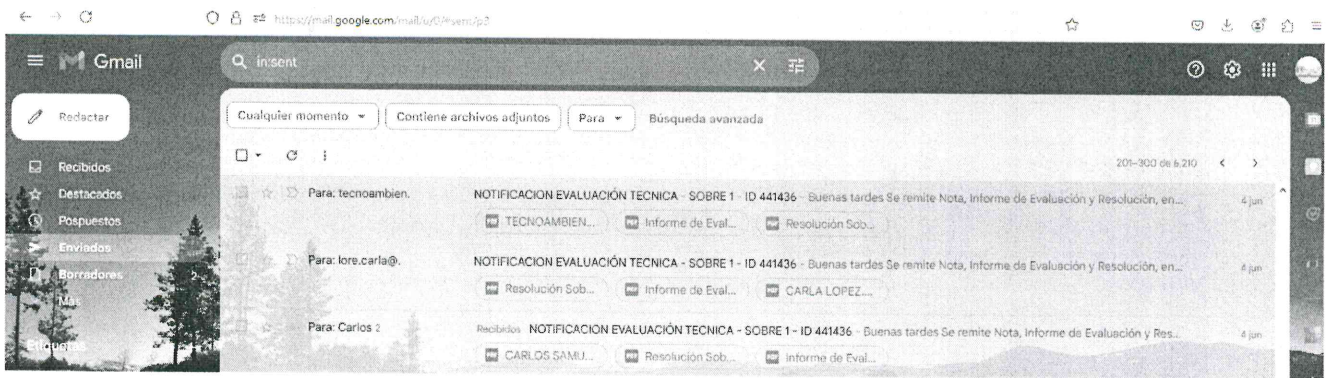 https://mail.google.com/mail/u/0/#sent/p3
Gmail
in:sent
Redactar
Cualquier momento
Contiene archivos adjuntos
Para
Búsqueda avanzada
201–300 de 6.210
Recibidos
Destacados
Pospuestos
Enviados
Borradores
Más
Etiquetas
Para: tecnoambien. NOTIFICACION EVALUACIÓN TECNICA - SOBRE 1 - ID 441436 - Buenas tardes Se remite Nota, Informe de Evaluación y Resolución, en... 4 jun
TECNOAMBIEN... Informe de Eval... Resolución Sob...
Para: lore.carla@. NOTIFICACION EVALUACIÓN TECNICA - SOBRE 1 - ID 441436 - Buenas tardes Se remite Nota, Informe de Evaluación y Resolución, en... 4 jun
Resolución Sob... Informe de Eval... CARLA LOPEZ....
Para: Carlos 2 Recibidos NOTIFICACION EVALUACIÓN TECNICA - SOBRE 1 - ID 441436 - Buenas tardes Se remite Nota, Informe de Evaluación y Res... 4 jun
CARLOS SAMU... Resolución Sob... Informe de Eval...